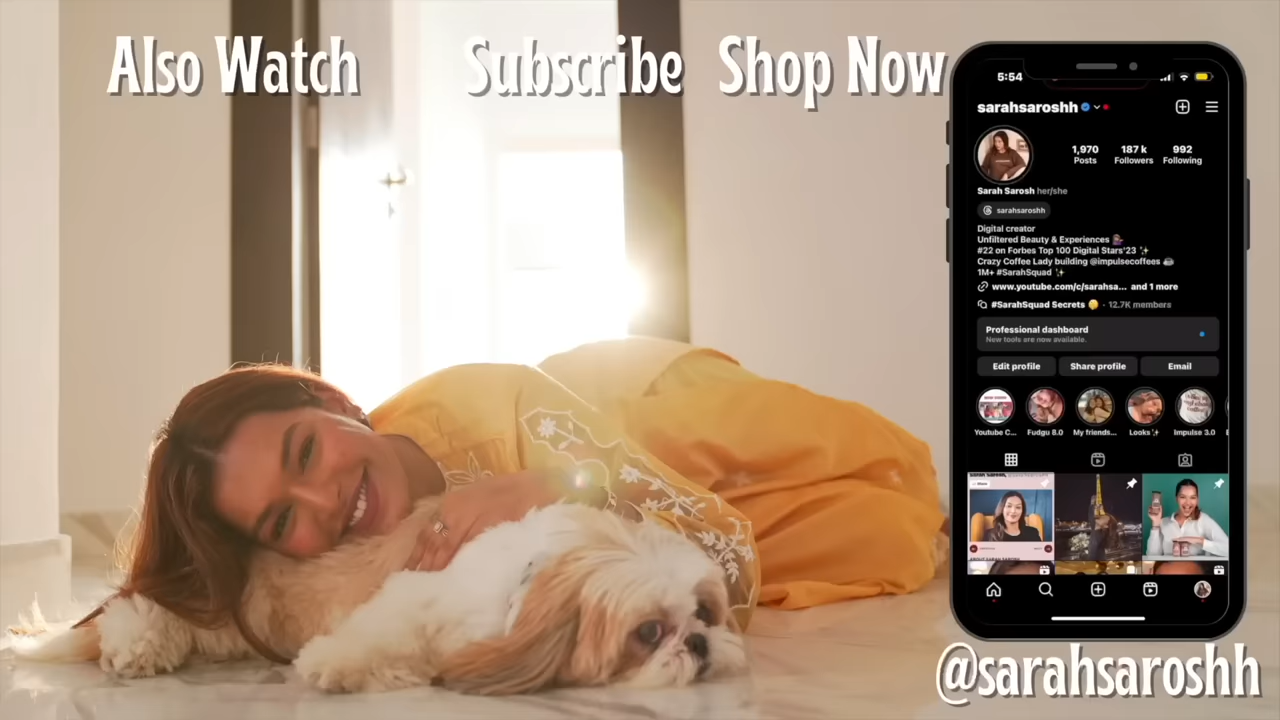 Also Watch
Subscribe
Shop Now
5:54
sarahsaroshh
1,970
187 k
992
Posts
Followers
Following
Sarah Sarosh her/she
sarahsaroshh
Digital creator
Unfiltered Beauty & Experiences 💁🏽‍♀️
#22 on Forbes Top 100 Digital Stars'23 ✨
Crazy Coffee Lady building @impulsecoffees ☕
1M+ #SarahSquad ✨
www.youtube.com/c/sarahsa... and 1 more
#SarahSquad Secrets 🤫 · 12.7K members
Professional dashboard
New tools are now available.
Edit profile
Share profile
Email
Youtube C...
Fudgu 8.0
My friends...
Looks ✨
Impulse 3.0
@sarahsaroshh